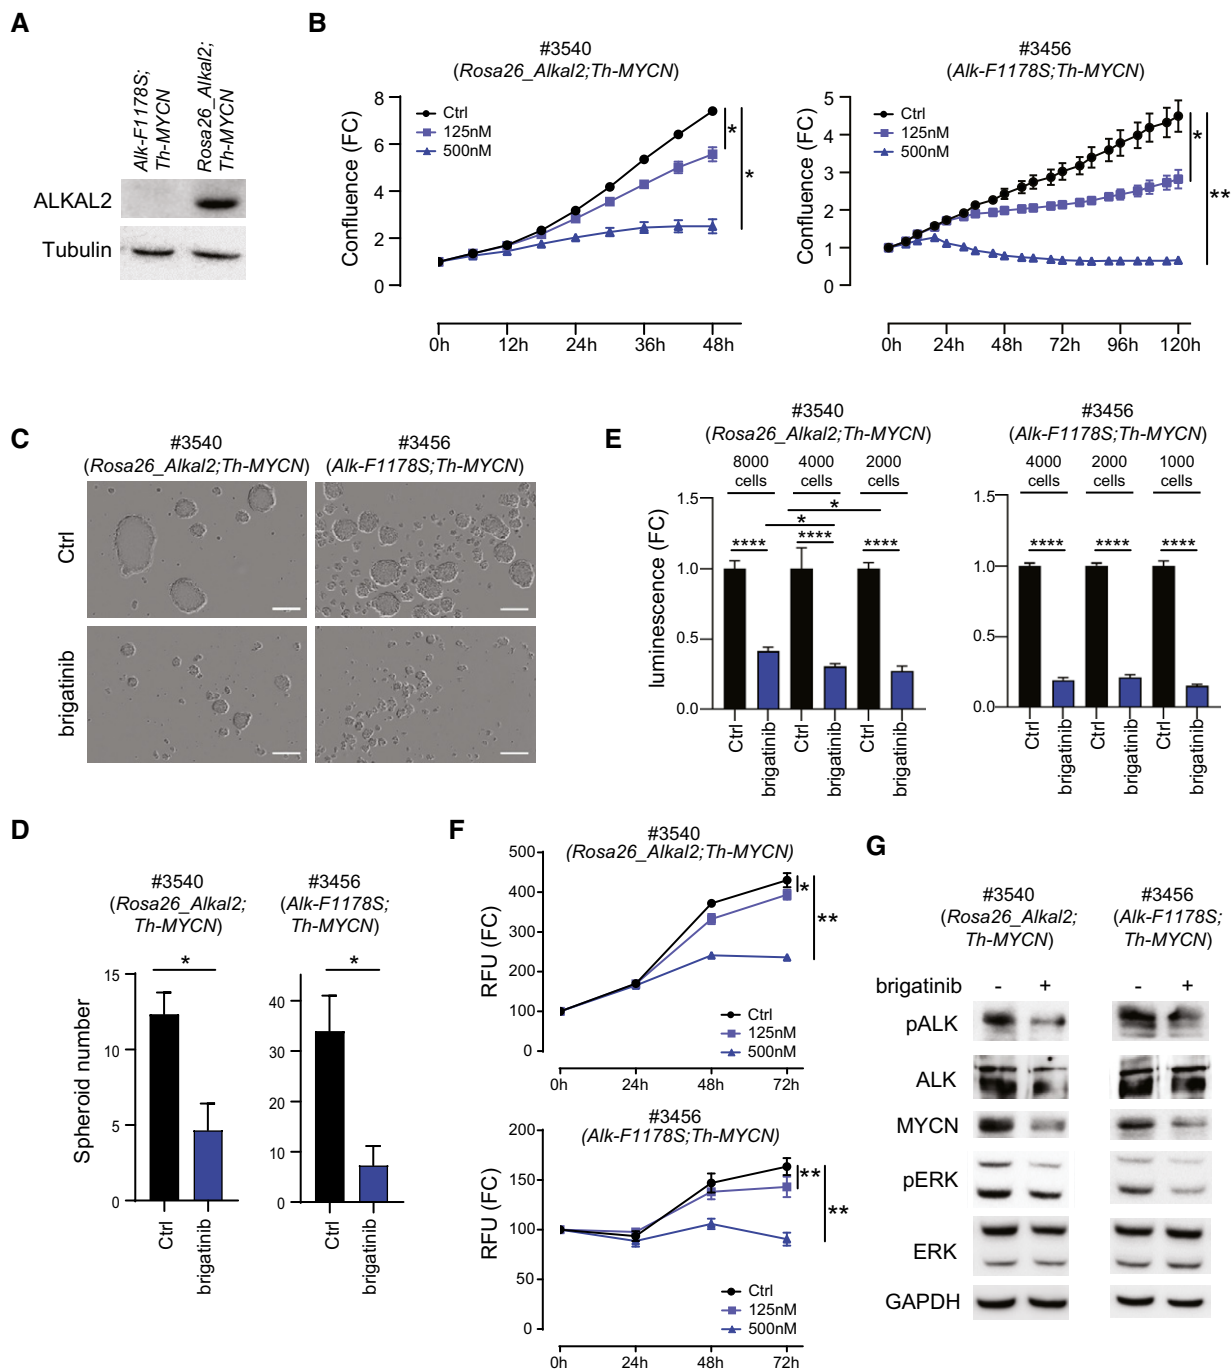 A
Alk-F1178S;
Th-MYCN
Rosa26_Alkal2;
Th-MYCN
ALKAL2
Tubulin
B
#3540
(Rosa26_Alkal2;Th-MYCN)
Confluence (FC)
8
6
4
2
0
Ctrl
125nM
500nM
*
*
0h
12h
24h
36h
48h
#3456
(Alk-F1178S;Th-MYCN)
Confluence (FC)
5
4
3
2
1
0
Ctrl
125nM
500nM
*
**
0h
24h
48h
72h
96h
120h
C
#3540
(Rosa26_Alkal2;Th-MYCN)
#3456
(Alk-F1178S;Th-MYCN)
Ctrl
brigatinib
D
#3540
(Rosa26_Alkal2;
Th-MYCN)
Spheroid number
15
10
5
0
*
Ctrl
brigatinib
#3456
(Alk-F1178S;
Th-MYCN)
40
30
20
10
0
*
Ctrl
brigatinib
E
#3540
(Rosa26_Alkal2;Th-MYCN)
8000
cells
4000
cells
2000
cells
luminescence (FC)
1.5
1.0
0.5
0.0
*
*
****
****
****
Ctrl
brigatinib
Ctrl
brigatinib
Ctrl
brigatinib
#3456
(Alk-F1178S;Th-MYCN)
4000
cells
2000
cells
1000
cells
1.5
1.0
0.5
0.0
****
****
****
Ctrl
brigatinib
Ctrl
brigatinib
Ctrl
brigatinib
F
#3540
(Rosa26_Alkal2;Th-MYCN)
RFU (FC)
500
400
300
200
100
0
*
**
Ctrl
125nM
500nM
0h
24h
48h
72h
#3456
(Alk-F1178S;Th-MYCN)
RFU (FC)
200
150
100
50
0
**
**
Ctrl
125nM
500nM
0h
24h
48h
72h
G
#3540
(Rosa26_Alkal2;
Th-MYCN)
#3456
(Alk-F1178S;
Th-MYCN)
brigatinib - + - +
pALK
ALK
MYCN
pERK
ERK
GAPDH